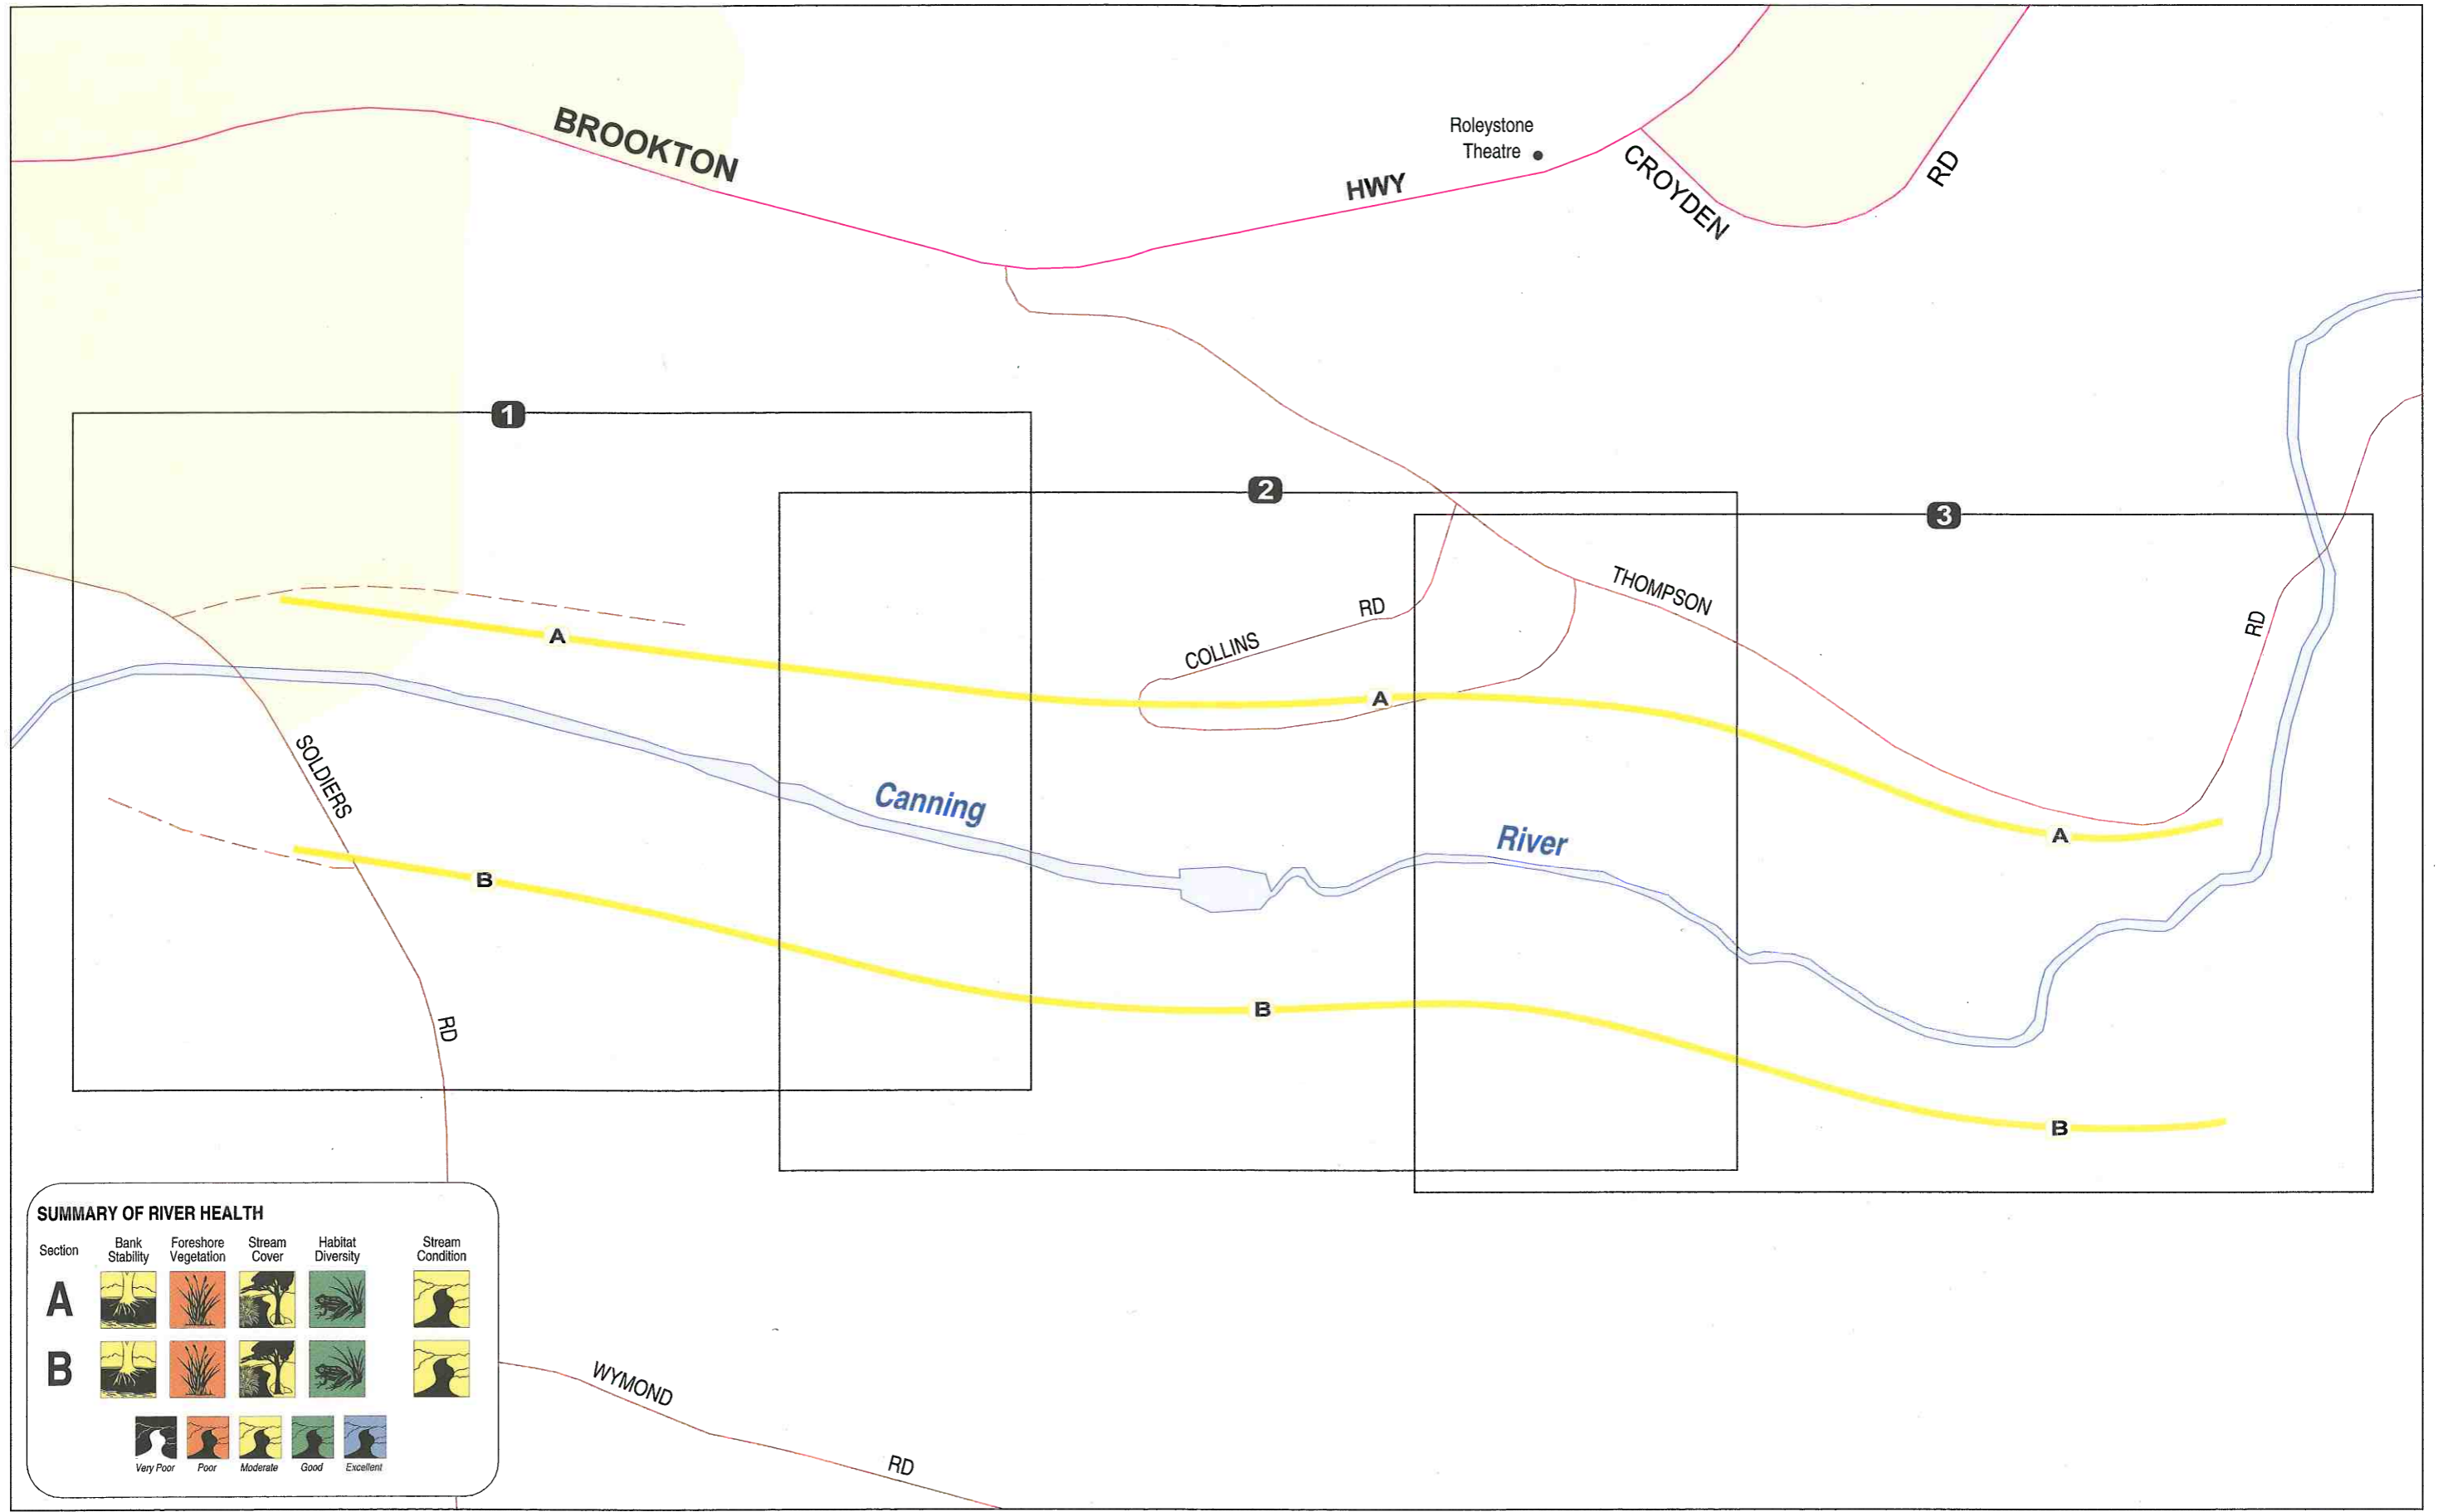 BROOKTON
HWY
Roleystone
Theatre
CROYDEN
RD
1
2
3
A
COLLINS
RD
THOMPSON
RD
A
A
SOLDIERS
RD
Canning
River
B
B
B
SUMMARY OF RIVER HEALTH
Section
Bank
Stability
Foreshore
Vegetation
Stream
Cover
Habitat
Diversity
Stream
Condition
A
B
Very Poor
Poor
Moderate
Good
Excellent
WYMOND
RD